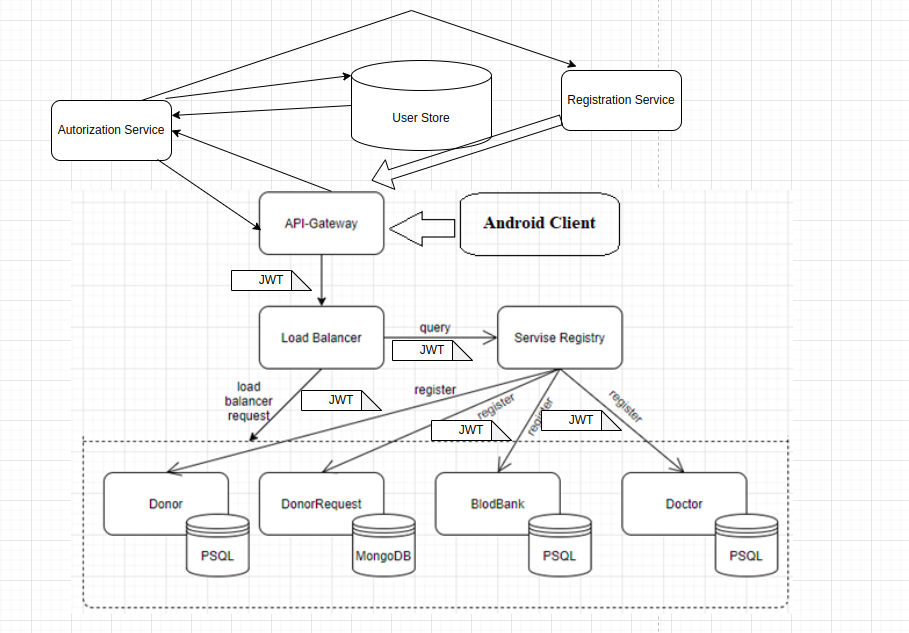 Registration Service
User Store
Autorization Service
API-Gateway
Android Client
JWT
Load Balancer
query
Servise Registry
JWT
load
balancer
request
JWT
register
register
register
register
JWT
JWT
Donor
DonorRequest
BlodBank
Doctor
PSQL
MongoDB
PSQL
PSQL